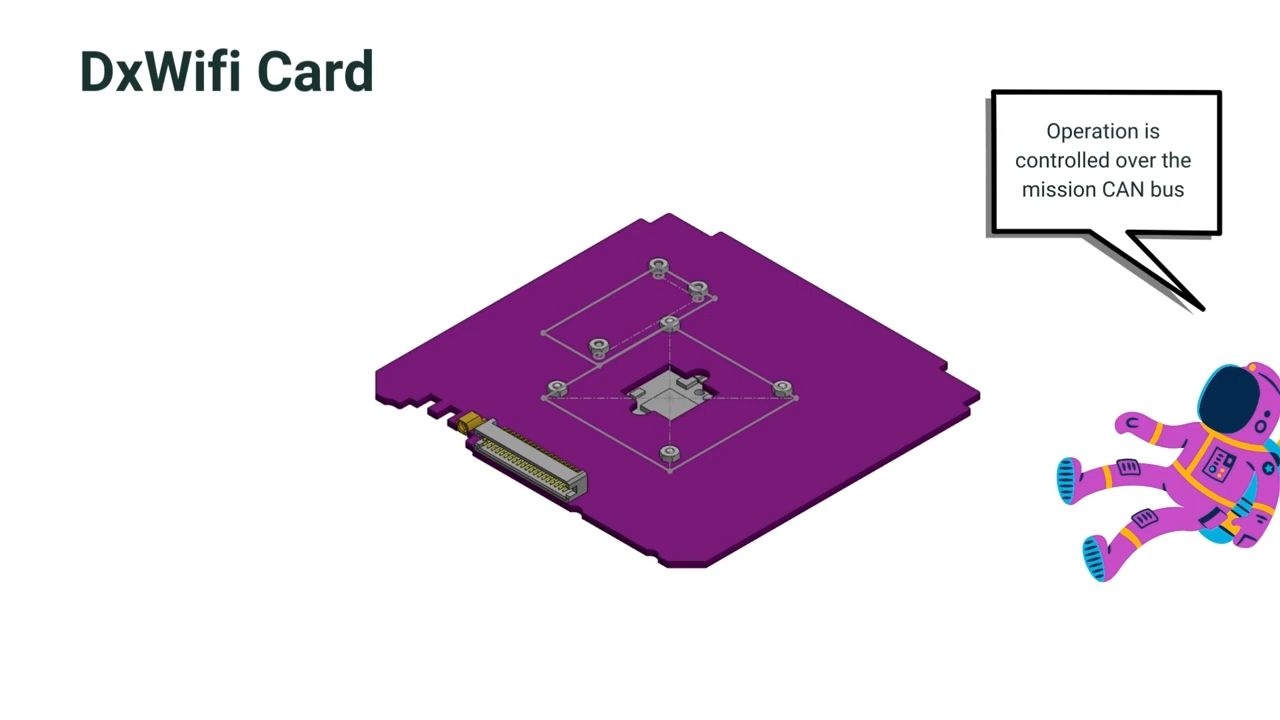 DxWifi Card
Operation is
controlled over the
mission CAN bus